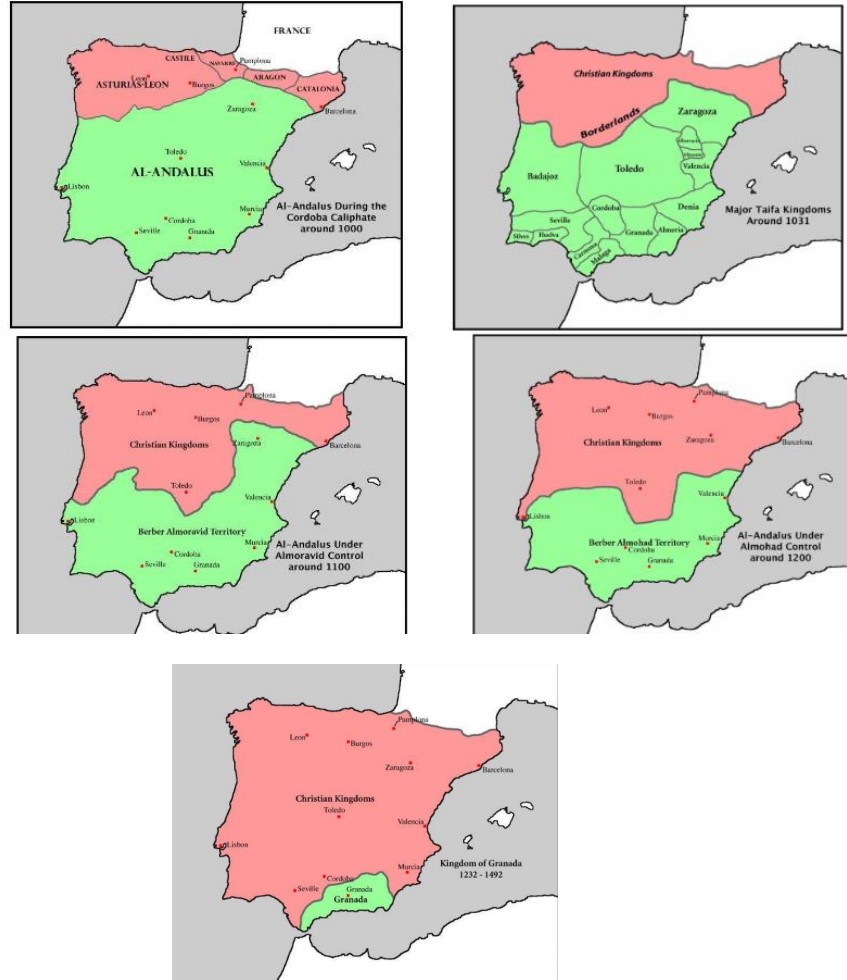 FRANCE
CASTILE
NAVARRE
Pamplona
Leon
ASTURIAS-LEON
Burgos
ARAGON
CATALONIA
Zaragoza
Barcelona
Toledo
AL-ANDALUS
Valencia
Lisbon
Murcia
Cordoba
Seville
Granada
Al-Andalus During the
Cordoba Caliphate
around 1000
Christian Kingdoms
Borderlands
Zaragoza
Toledo
Badajoz
Valencia
Cordoba
Denia
Seville
Silves
Huelva
Granada
Almeria
Carmona
Malaga
Major Taifa Kingdoms
Around 1031
Pamplona
Leon
Burgos
Christian Kingdoms
Zaragoza
Barcelona
Toledo
Valencia
Lisbon
Berber Almoravid Territory
Cordoba
Murcia
Seville
Granada
Al-Andalus Under
Almoravid Control
around 1100
Pamplona
Leon
Burgos
Zaragoza
Barcelona
Christian Kingdoms
Toledo
Valencia
Lisbon
Berber Almohad Territory
Cordoba
Murcia
Seville
Granada
Al-Andalus Under
Almohad Control
around 1200
Pamplona
Leon
Burgos
Zaragoza
Barcelona
Christian Kingdoms
Toledo
Valencia
Lisbon
Murcia
Cordoba
Seville
Granada
Granada
Kingdom of Granada
1232 - 1492